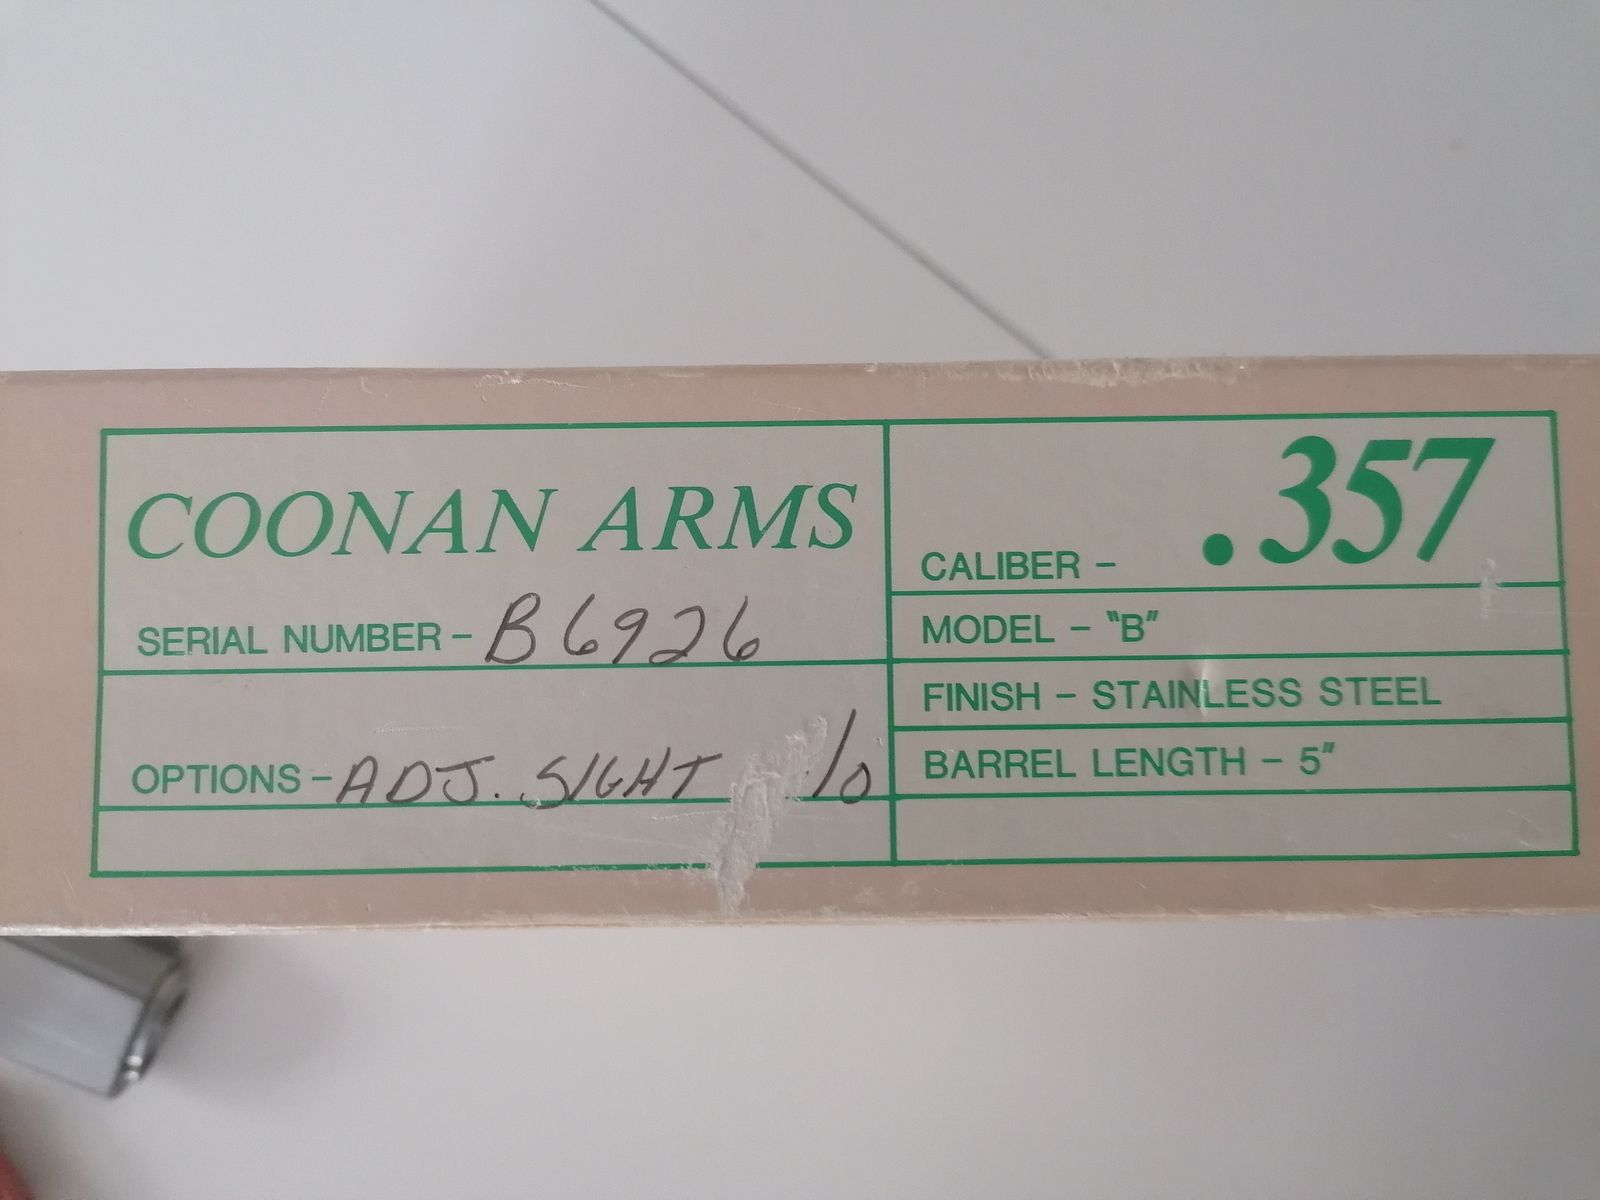 COONAN ARMS
SERIAL NUMBER - B6926
OPTIONS - ADJ. SIGHT
CALIBER - .357
MODEL - "B"
FINISH - STAINLESS STEEL
BARREL LENGTH - 5"